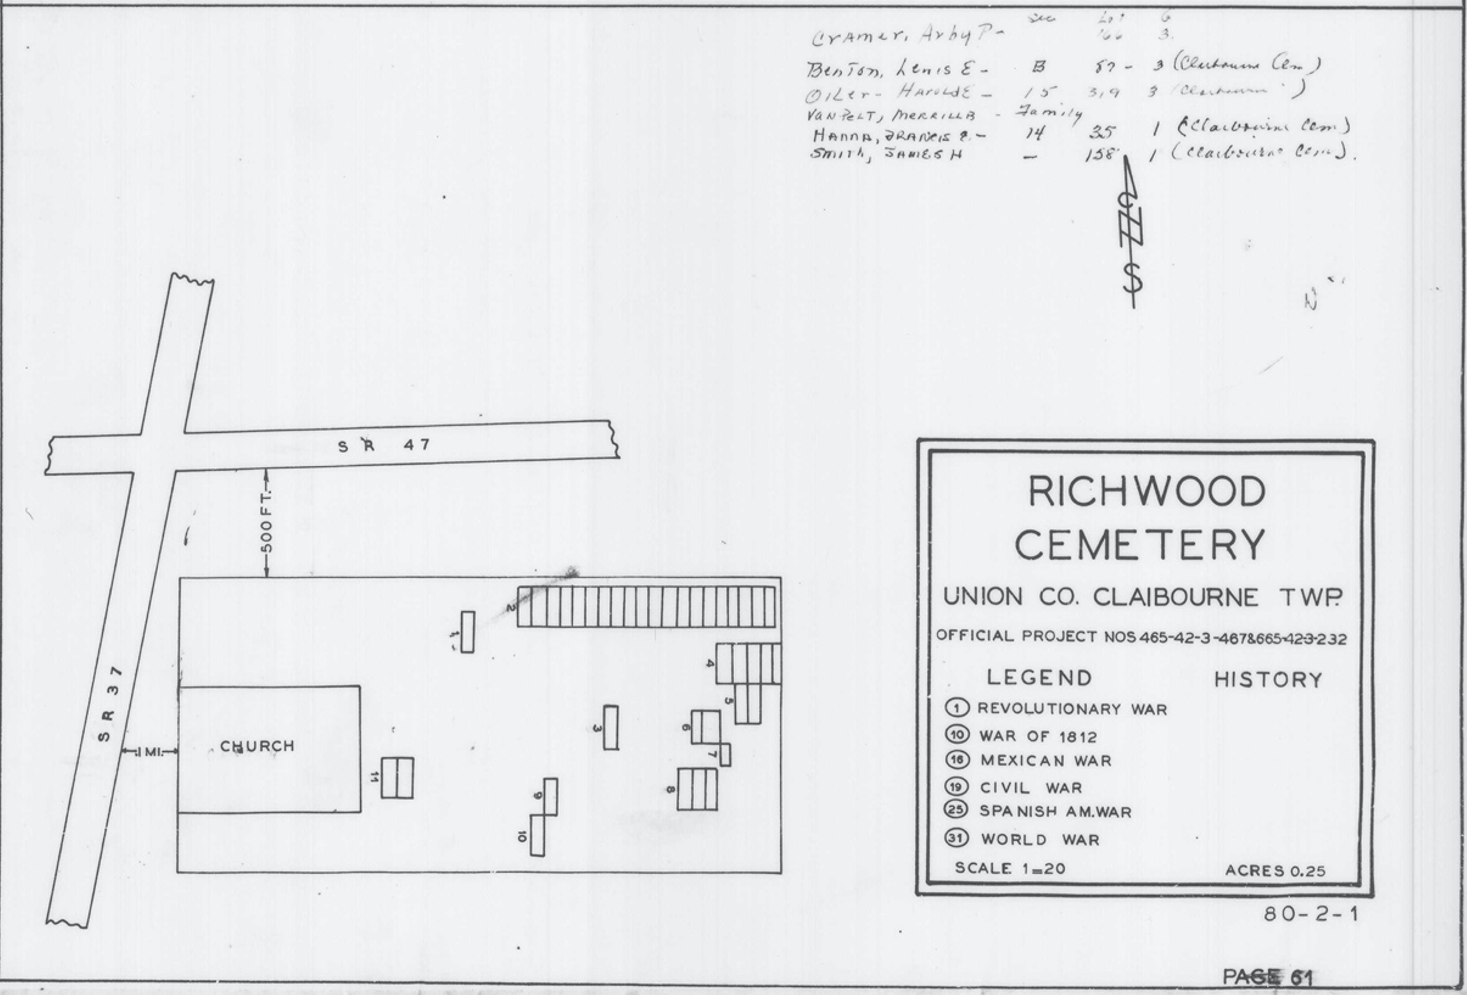 Sec Lot G
Cramer, Arby P- 166 3.
Benton, Lewis E- B 87- 3 (Claibourne Cem)
Oiler- Harold E- 15 319 3 (Claibourne " )
VanPelt, Merrill B - Family
Hanna, Francis E.- 14 35 1 (Claibourne Cem)
Smith, James H - 158 1 (Claibourne Cem).
S
N
SR 47
500 FT.
SR 37
1 MI.
CHURCH
1
2
3
4
5
6
7
8
9
10
11
RICHWOOD
CEMETERY
UNION CO. CLAIBOURNE TWP.
OFFICIAL PROJECT NOS 465-42-3-467&665-423-232
LEGEND HISTORY
1 REVOLUTIONARY WAR
10 WAR OF 1812
16 MEXICAN WAR
19 CIVIL WAR
25 SPANISH AM.WAR
31 WORLD WAR
SCALE 1=20 ACRES 0.25
80-2-1
PAGE 61